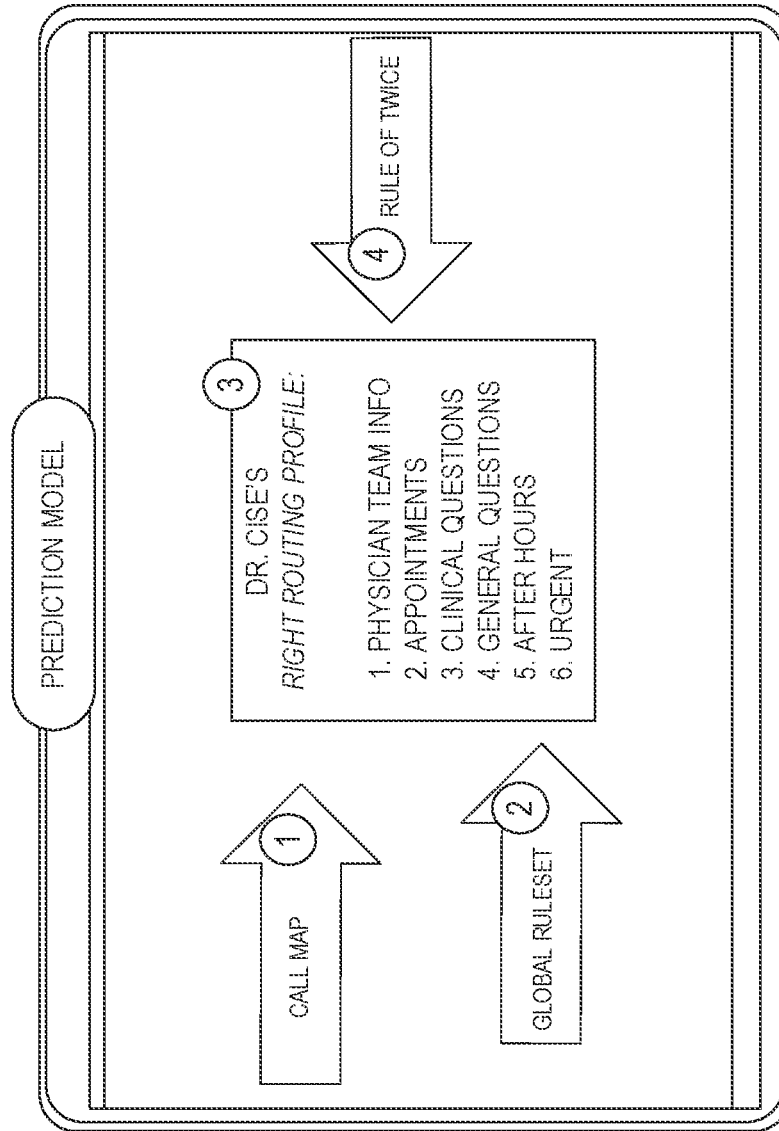 PREDICTION MODEL
CALL MAP
1
GLOBAL RULESET
2
3
DR. CISE'S
RIGHT ROUTING PROFILE:
1. PHYSICIAN TEAM INFO
2. APPOINTMENTS
3. CLINICAL QUESTIONS
4. GENERAL QUESTIONS
5. AFTER HOURS
6. URGENT
4
RULE OF TWICE